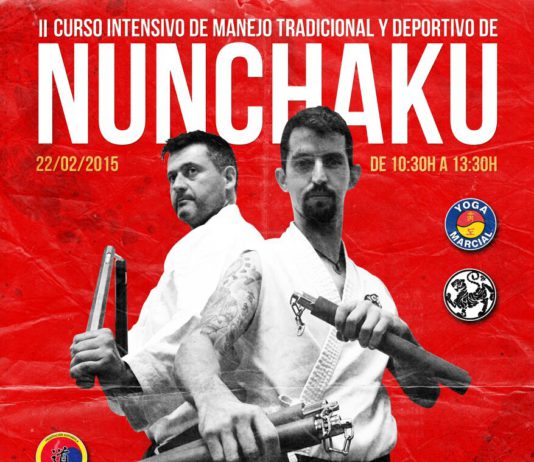 II CURSO INTENSIVO DE MANEJO TRADICIONAL Y DEPORTIVO DE
NUNCHAKU
22/02/2015
DE 10:30H A 13:30H
YOGA
MARCIAL
道